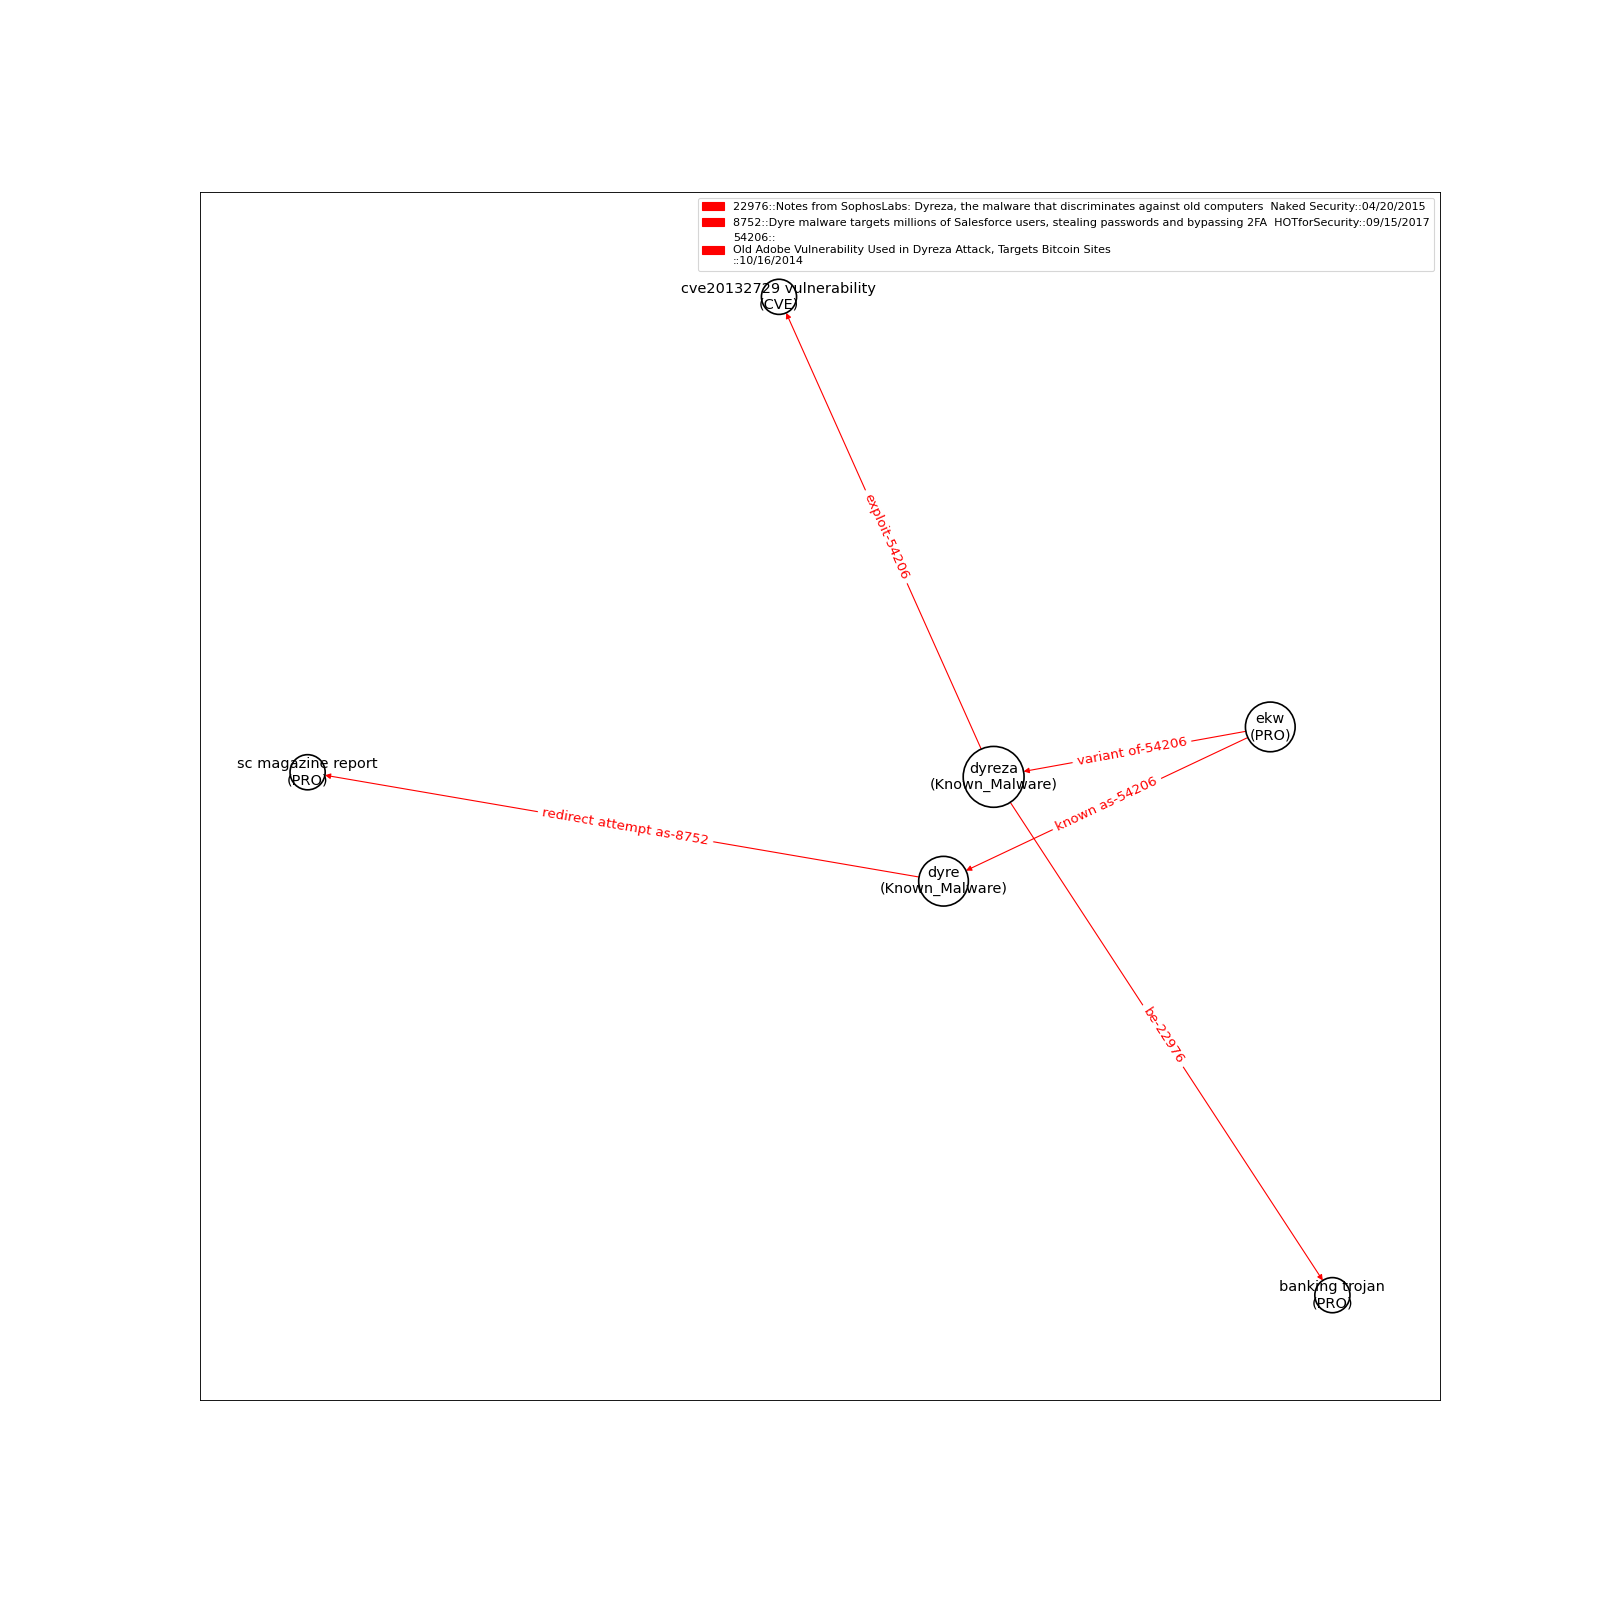 22976::Notes from SophosLabs: Dyreza, the malware that discriminates against old computers  Naked Security::04/20/2015
8752::Dyre malware targets millions of Salesforce users, stealing passwords and bypassing 2FA  HOTforSecurity::09/15/2017
54206::
Old Adobe Vulnerability Used in Dyreza Attack, Targets Bitcoin Sites
::10/16/2014
cve20132729 vulnerability
(CVE)
exploit-54206
ekw
(PRO)
variant of-54206
sc magazine report
(PRO)
dyreza
(Known_Malware)
known as-54206
redirect attempt as-8752
dyre
(Known_Malware)
be-22976
banking trojan
(PRO)